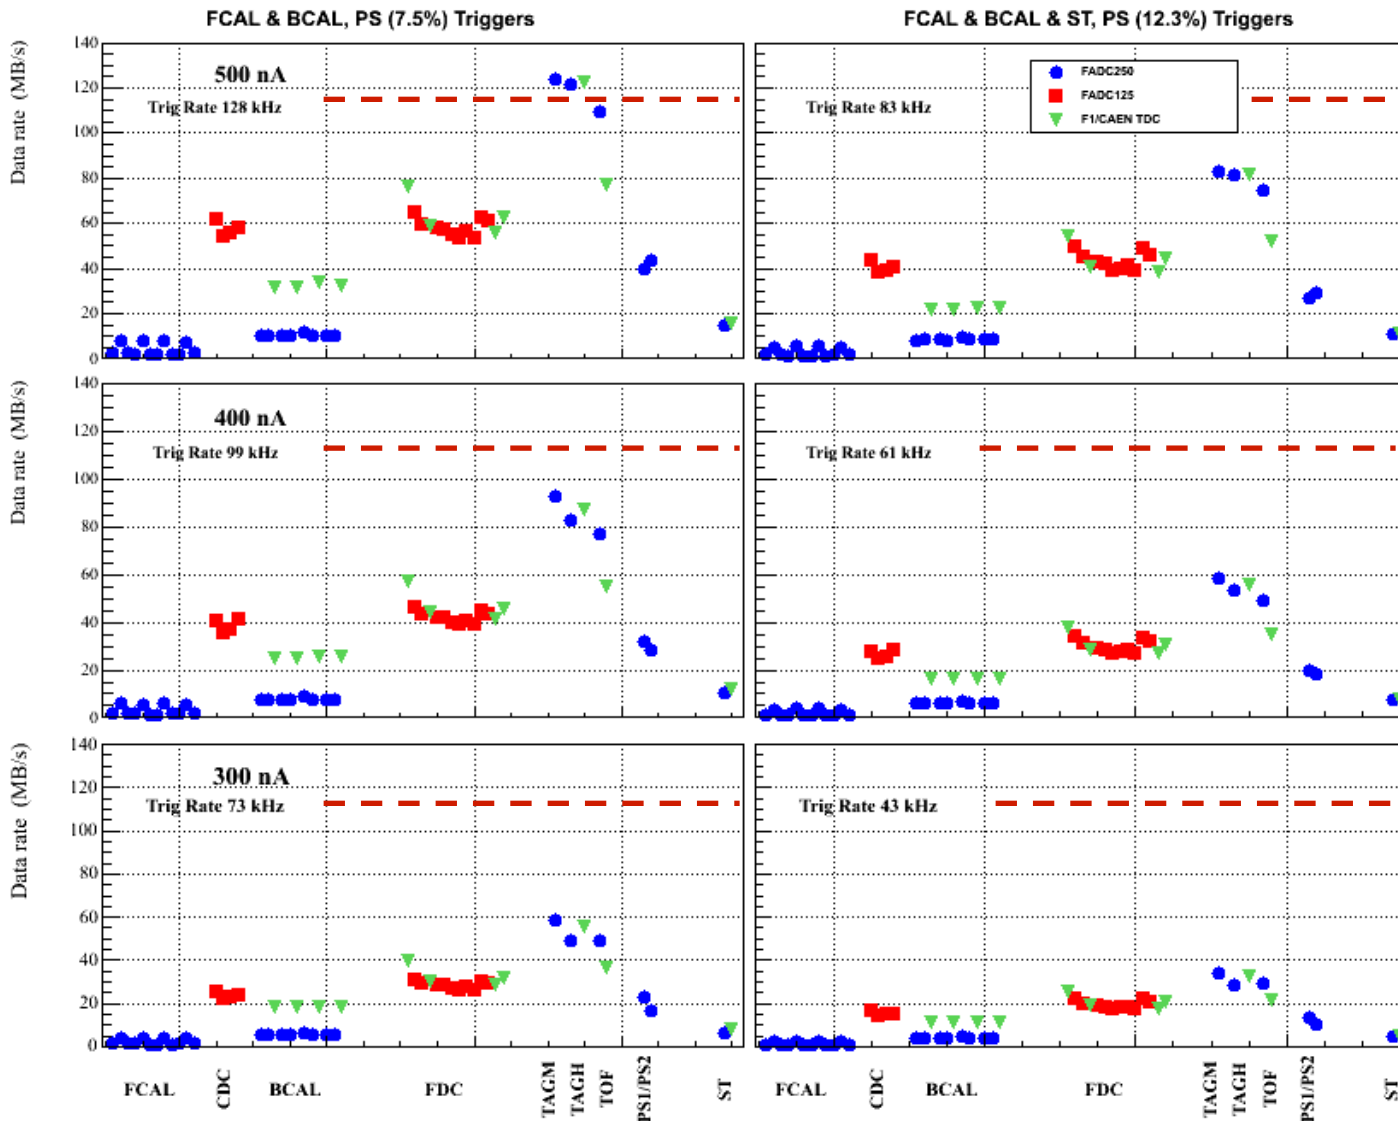 FCAL & BCAL, PS (7.5%) Triggers
FCAL & BCAL & ST, PS (12.3%) Triggers
Data rate (MB/s)
140
120
100
80
60
40
20
0
500 nA
Trig Rate 128 kHz
Trig Rate 83 kHz
FADC250
FADC125
F1/CAEN TDC
Data rate (MB/s)
140
120
100
80
60
40
20
0
400 nA
Trig Rate 99 kHz
Trig Rate 61 kHz
Data rate (MB/s)
140
120
100
80
60
40
20
0
300 nA
Trig Rate 73 kHz
Trig Rate 43 kHz
FCAL
CDC
BCAL
FDC
TAGM
TAGH
TOF
PS1/PS2
ST
FCAL
CDC
BCAL
FDC
TAGM
TAGH
TOF
PS1/PS2
ST